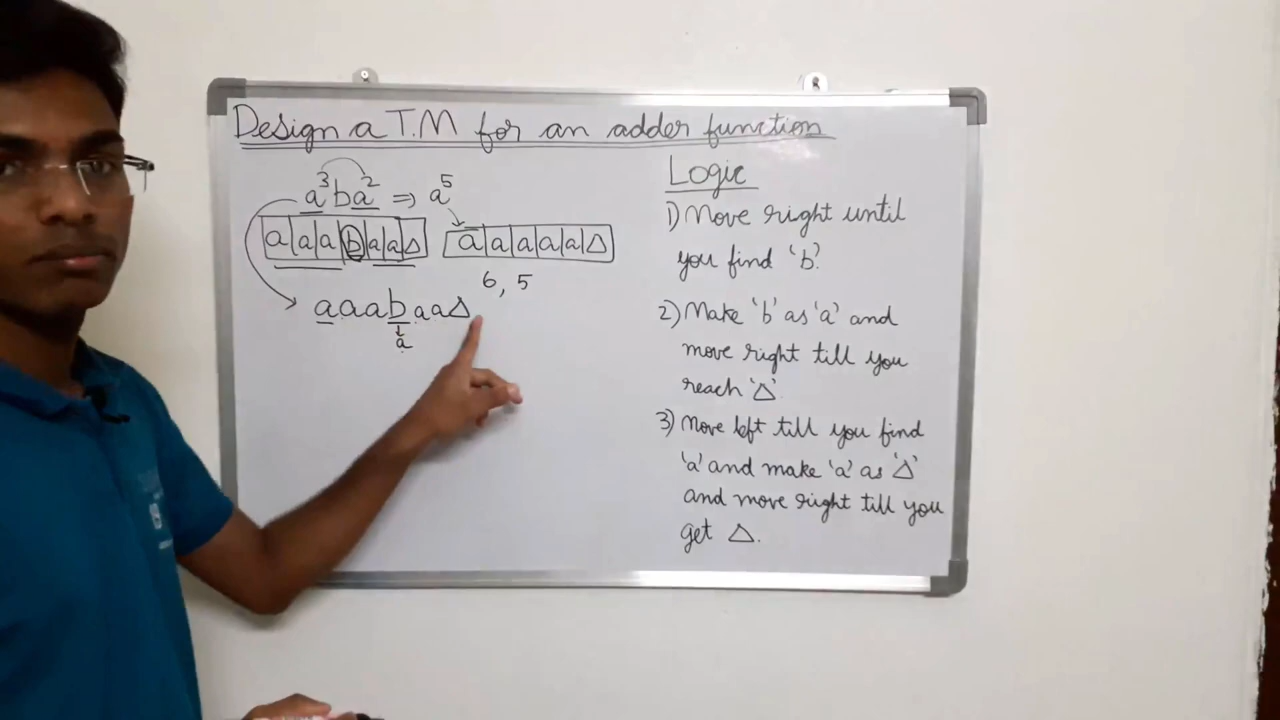 Design a T.M for an adder function
a³ba² ⇒ a⁵
a a a b a a Δ
a a a a a Δ
6, 5
a a a b a a Δ
↓
a
Logic
1) Move right until
you find 'b'.
2) Make 'b' as 'a' and
move right till you
reach 'Δ'.
3) Move left till you find
'a' and make 'a' as 'Δ'
and move right till you
get Δ.